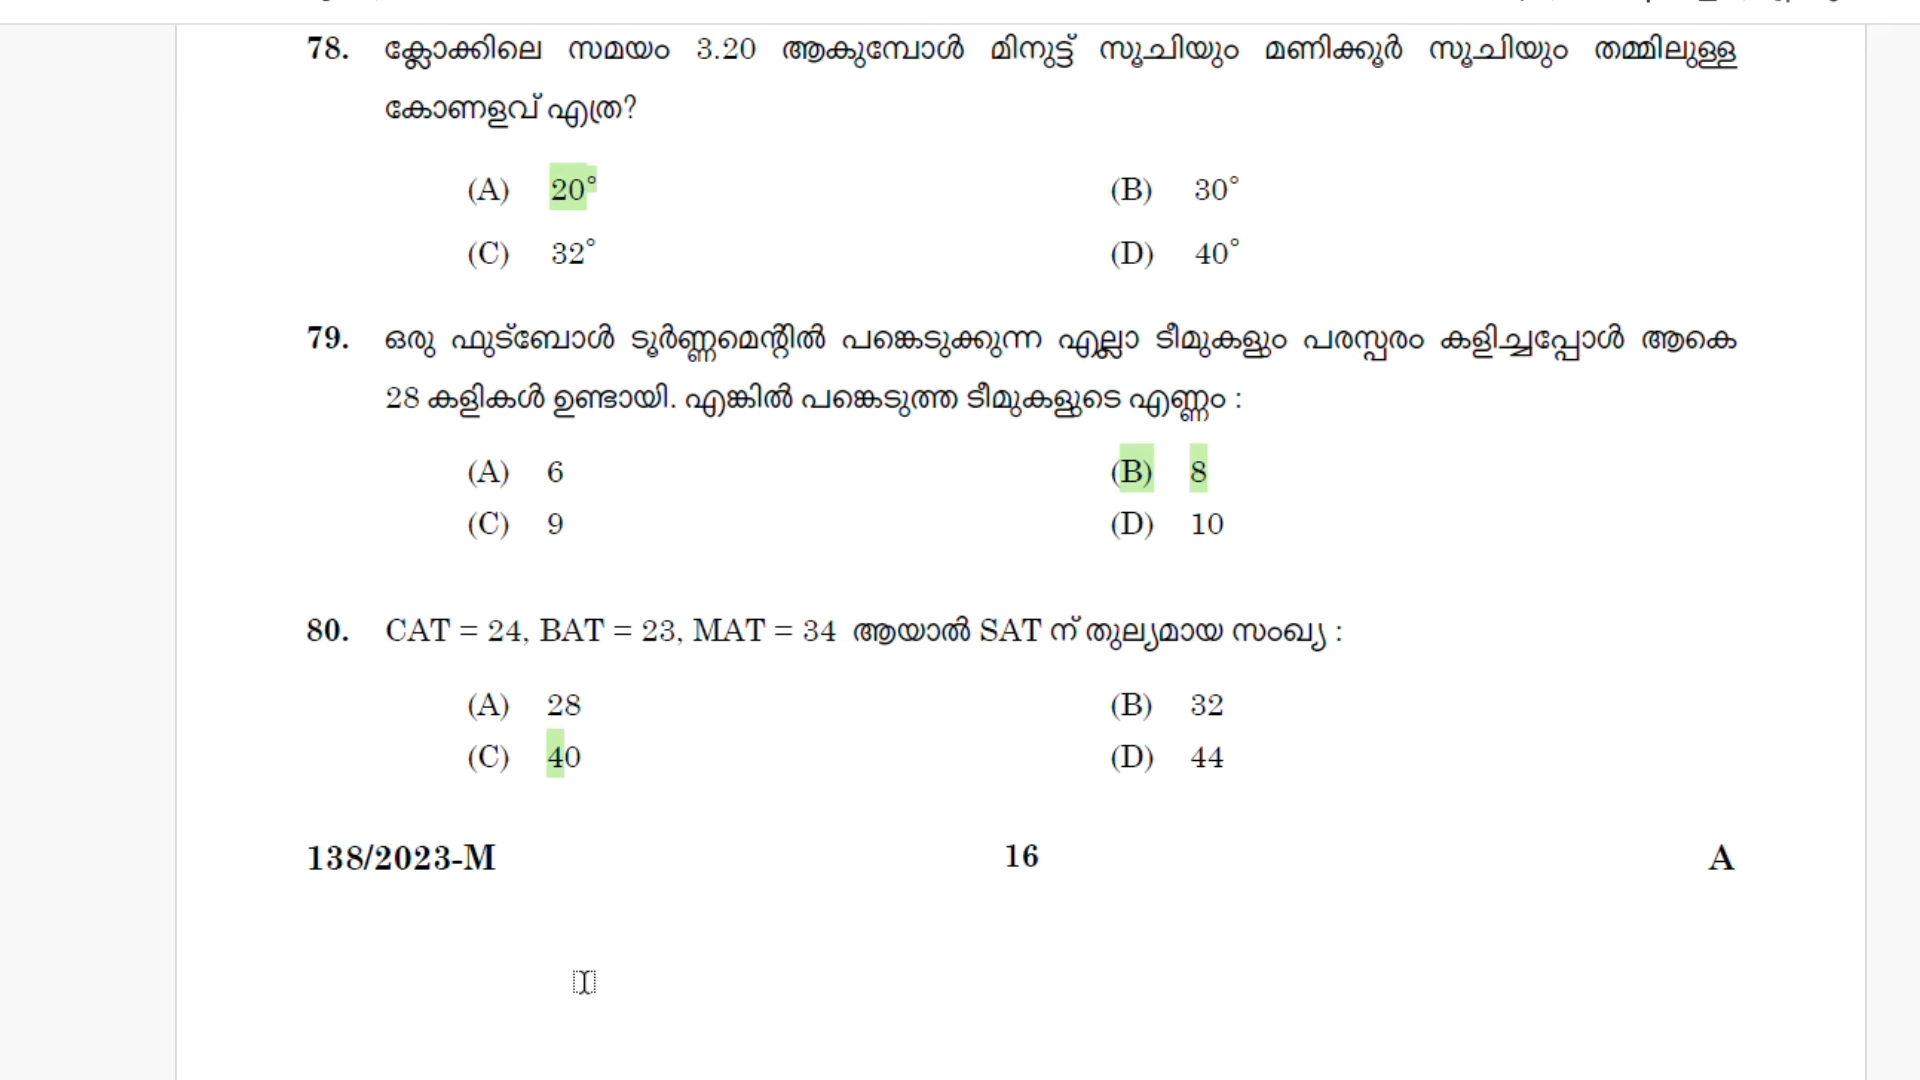 78. ക്ലോക്കിലെ സമയം 3.20 ആകുമ്പോൾ മിനുട്ട് സൂചിയും മണിക്കൂർ സൂചിയും തമ്മിലുള്ള
കോണളവ് എത്ര?
(A) 20° (B) 30°
(C) 32° (D) 40°
79. ഒരു ഫുട്ബോൾ ടൂർണ്ണമെന്റിൽ പങ്കെടുക്കുന്ന എല്ലാ ടീമുകളും പരസ്പരം കളിച്ചപ്പോൾ ആകെ
28 കളികൾ ഉണ്ടായി. എങ്കിൽ പങ്കെടുത്ത ടീമുകളുടെ എണ്ണം :
(A) 6 (B) 8
(C) 9 (D) 10
80. CAT = 24, BAT = 23, MAT = 34 ആയാൽ SAT ന് തുല്യമായ സംഖ്യ :
(A) 28 (B) 32
(C) 40 (D) 44
138/2023-M 16 A